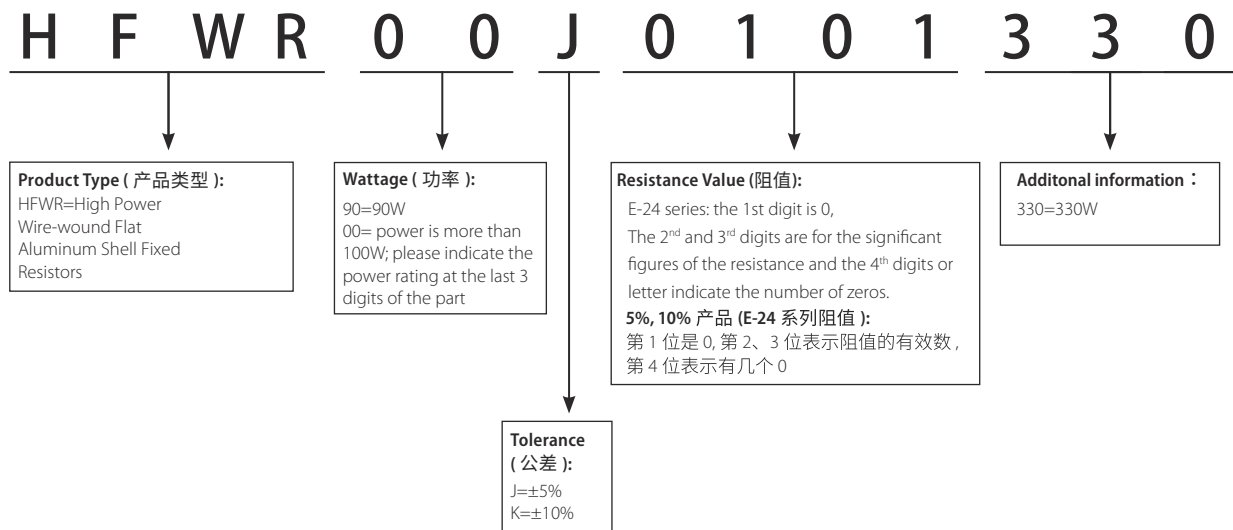 H F W R 0 0 J 0 1 0 1 3 3 0
Product Type ( 产品类型 ):
HFWR=High Power
Wire-wound Flat
Aluminum Shell Fixed
Resistors
Wattage ( 功率 ):
90=90W
00= power is more than
100W; please indicate the
power rating at the last 3
digits of the part
Resistance Value (阻值):
E-24 series: the 1st digit is 0,
The 2nd and 3rd digits are for the significant
figures of the resistance and the 4th digits or
letter indicate the number of zeros.
5%, 10% 产品 (E-24 系列阻值 ):
第 1 位是 0, 第 2、3 位表示阻值的有效数 ,
第 4 位表示有几个 0
Additonal information：
330=330W
Tolerance
( 公差 ):
J=±5%
K=±10%